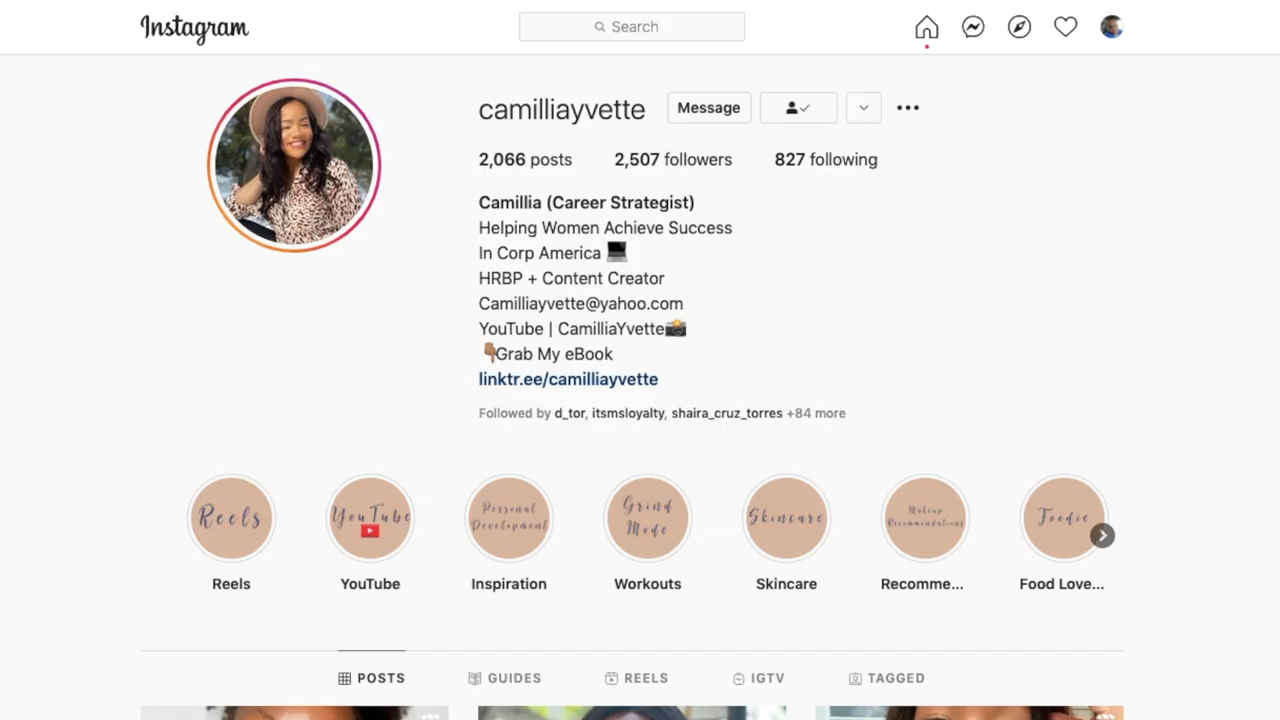 Instagram
Search
camilliayvette Message
2,066 posts 2,507 followers 827 following
Camillia (Career Strategist)
Helping Women Achieve Success
In Corp America 💻
HRBP + Content Creator
Camilliayvette@yahoo.com
YouTube | CamilliaYvette📸
👇🏽Grab My eBook
linktr.ee/camilliayvette
Followed by d_tor, itsmsloyalty, shaira_cruz_torres +84 more
Reels
YouTube
Personal
Development
Grind
Mode
Skincare
Makeup
Recommendations
Foodie
Reels YouTube Inspiration Workouts Skincare Recomme... Food Love...
POSTS GUIDES REELS IGTV TAGGED